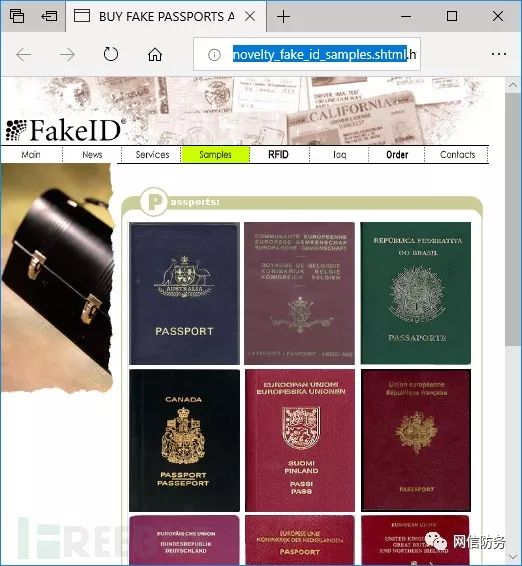 BUY FAKE PASSPORTS A
novelty_fake_id_samples.shtml.h
FakeID®
CALIFORNIA
Main
News
Services
Samples
RFID
faq
Order
Contacts
Passports:
AUSTRALIA
PASSPORT
COMMUNAUTE EUROPEENNE
EUROPESE GEMEENSCHAP
EUROPÄISCHE GEMEINSCHAFT
ROYAUME DE BELGIQUE
KONINKRIJK BELGIE
KÖNIGREICH BELGIEN
PASSEPORT - PASPOORT - REISEPASS
REPÚBLICA FEDERATIVA
DO BRASIL
PASSAPORTE
CANADA
PASSPORT
PASSEPORT
EUROOPAN UNIONI
EUROPEISKA UNIONEN
SUOMI
FINLAND
PASSI
PASS
Union européenne
République française
PASSEPORT
EUROPÄISCHE UNION
BUNDESREPUBLIK
DEUTSCHLAND
EUROPESE UNIE
KONINKRIJK DER NEDERLANDEN
PASPOORT
EUROPEAN UNION
UNITED KINGDOM OF
GREAT BRITAIN
AND NORTHERN IRELAND
网信防务